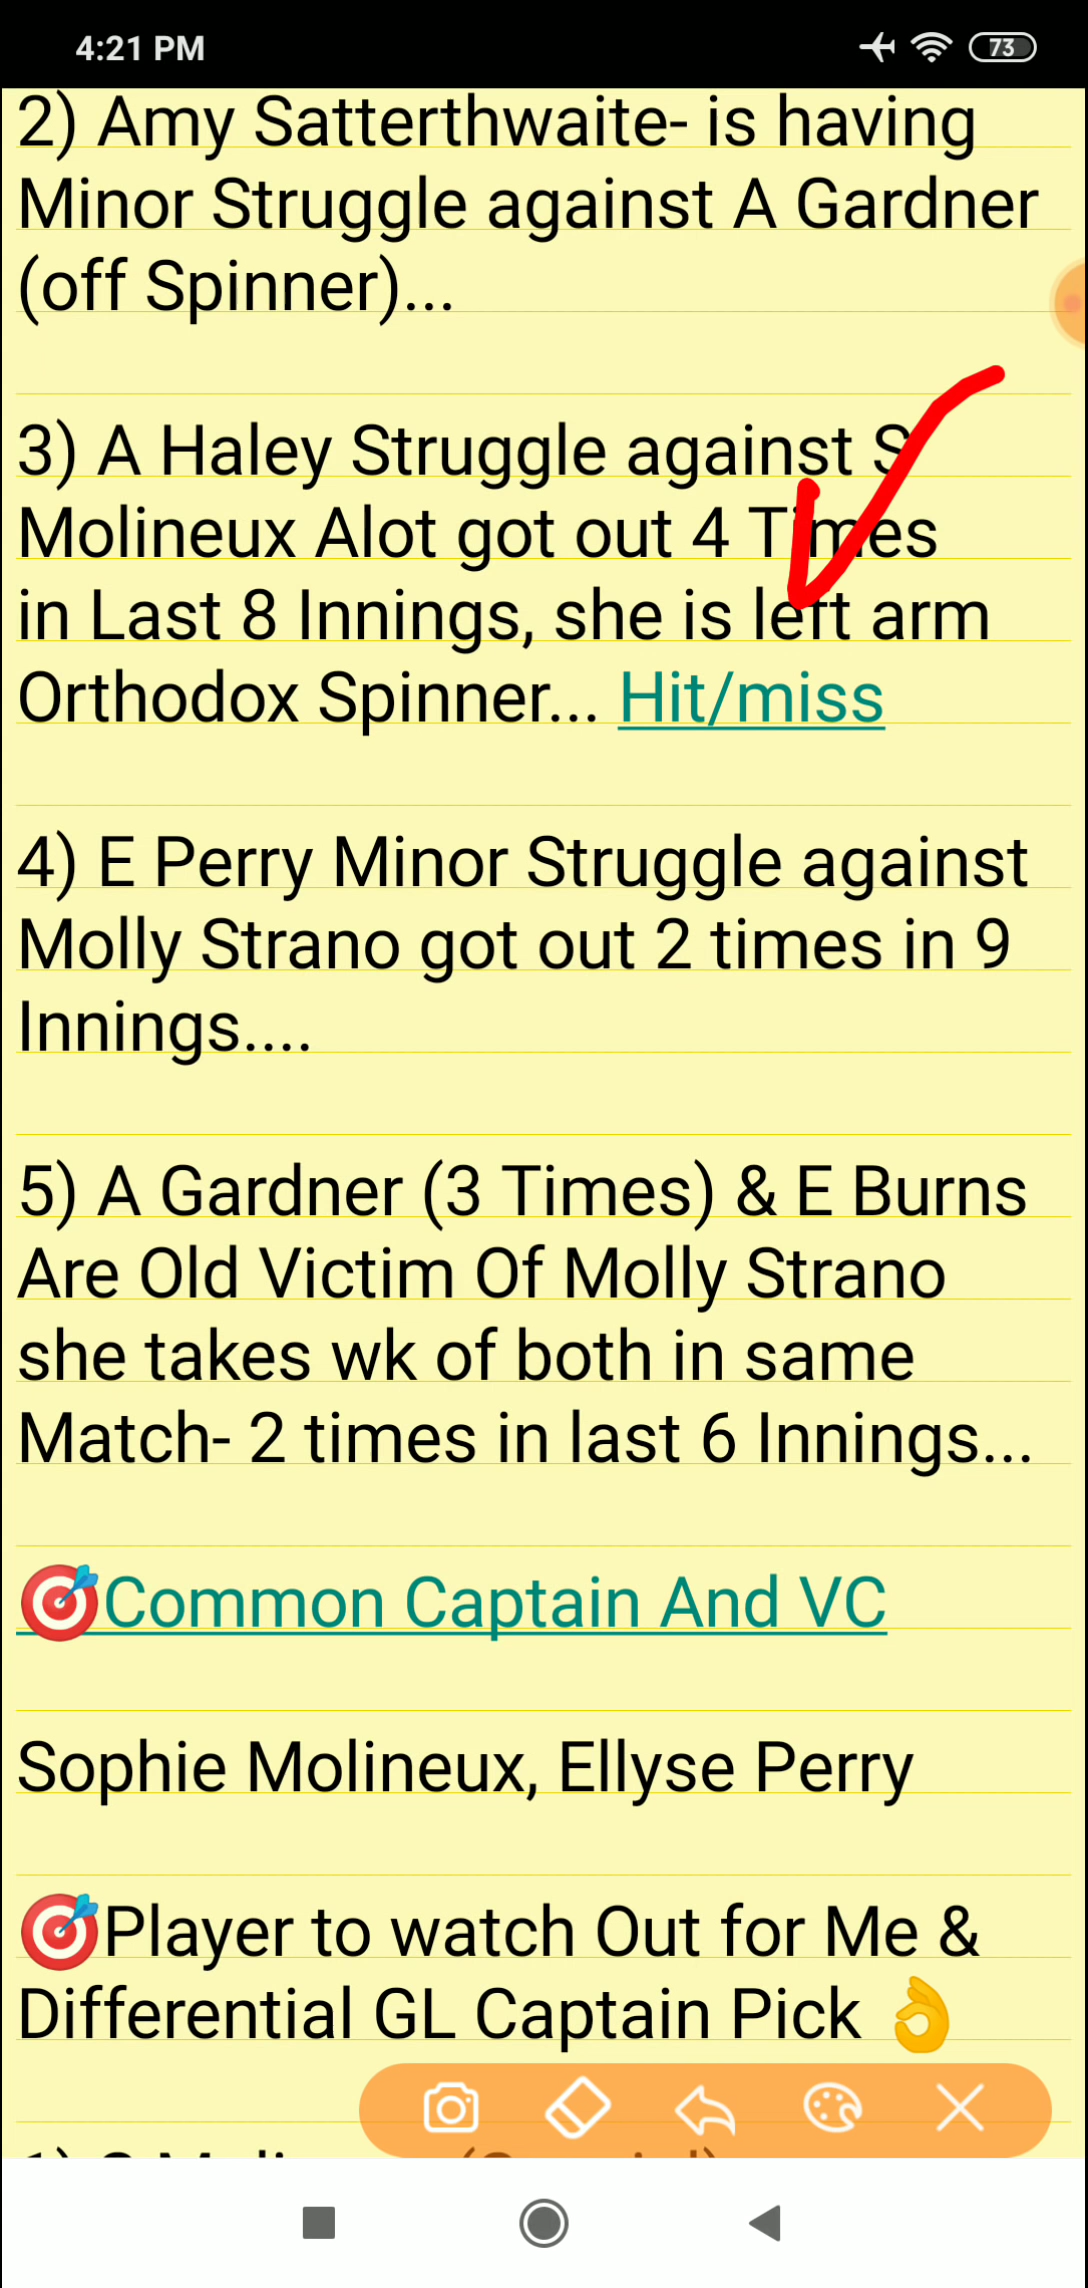 4:21 PM
73
2) Amy Satterthwaite- is having
Minor Struggle against A Gardner
(off Spinner)...
3) A Haley Struggle against S
Molineux Alot got out 4 Times
in Last 8 Innings, she is left arm
Orthodox Spinner... Hit/miss
4) E Perry Minor Struggle against
Molly Strano got out 2 times in 9
Innings....
5) A Gardner (3 Times) & E Burns
Are Old Victim Of Molly Strano
she takes wk of both in same
Match- 2 times in last 6 Innings...
🎯Common Captain And VC
Sophie Molineux, Ellyse Perry
🎯Player to watch Out for Me &
Differential GL Captain Pick 👌